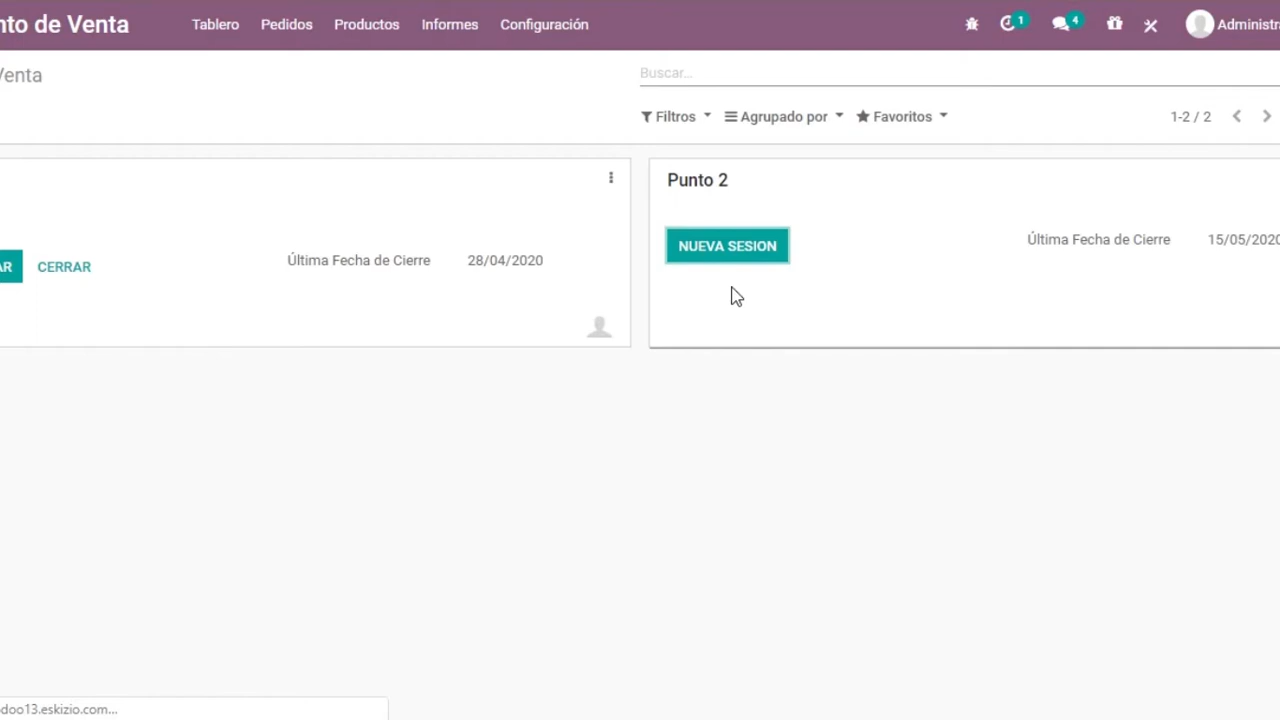 nto de Venta Tablero Pedidos Productos Informes Configuración 1 4 Administra
Venta Buscar...
Filtros Agrupado por Favoritos 1-2 / 2
Punto 2
AR CERRAR Última Fecha de Cierre 28/04/2020
NUEVA SESION Última Fecha de Cierre 15/05/2020
doo13.eskizio.com...